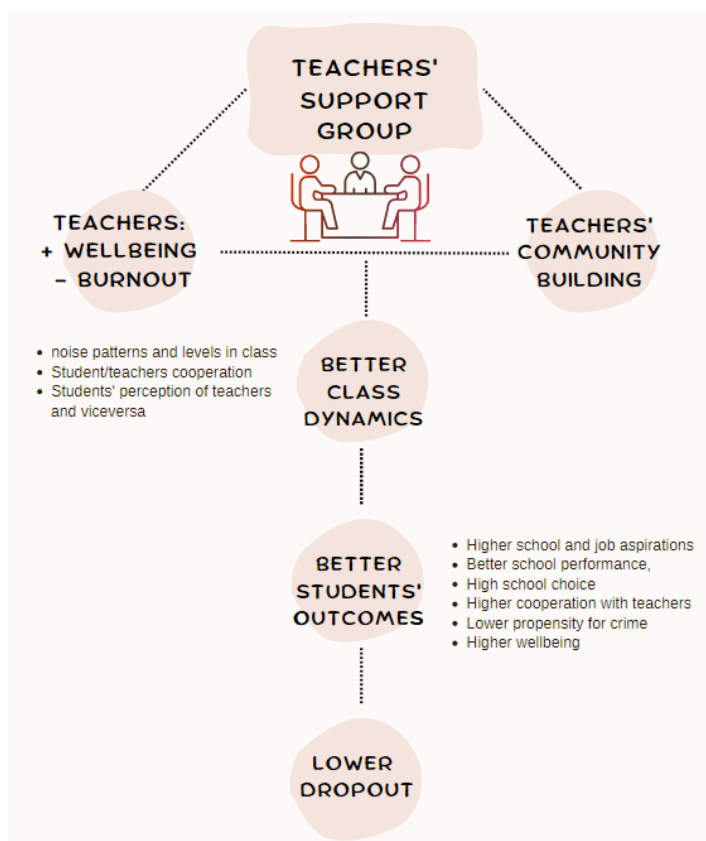 TEACHERS'
SUPPORT
GROUP
TEACHERS:
+ WELLBEING
- BURNOUT
TEACHERS'
COMMUNITY
BUILDING
• noise patterns and levels in class
• Student/teachers cooperation
• Students' perception of teachers
and viceversa
BETTER
CLASS
DYNAMICS
BETTER
STUDENTS'
OUTCOMES
• Higher school and job aspirations
• Better school performance,
• High school choice
• Higher cooperation with teachers
• Lower propensity for crime
• Higher wellbeing
LOWER
DROPOUT